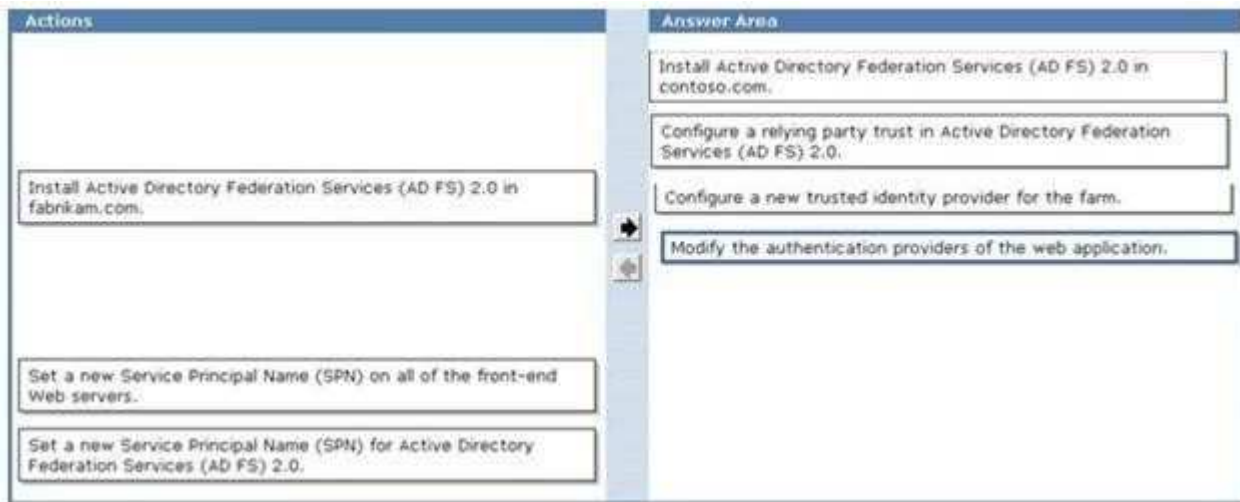 Actions
Install Active Directory Federation Services (AD FS) 2.0 in
fabrikam.com.
Set a new Service Principal Name (SPN) on all of the front-end
Web servers.
Set a new Service Principal Name (SPN) for Active Directory
Federation Services (AD FS) 2.0.
Answer Area
Install Active Directory Federation Services (AD FS) 2.0 in
contoso.com.
Configure a relying party trust in Active Directory Federation
Services (AD FS) 2.0.
Configure a new trusted identity provider for the farm.
Modify the authentication providers of the web application.